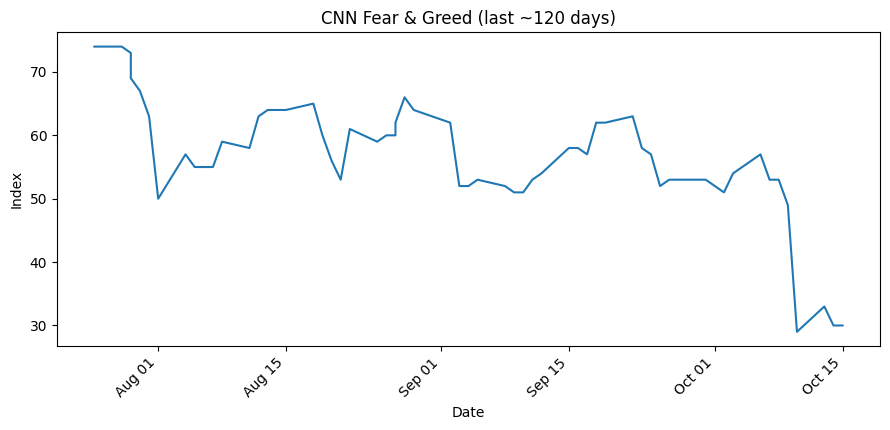 CNN Fear & Greed (last ~120 days)
Index
70
60
50
40
30
Aug 01
Aug 15
Sep 01
Sep 15
Oct 01
Oct 15
Date